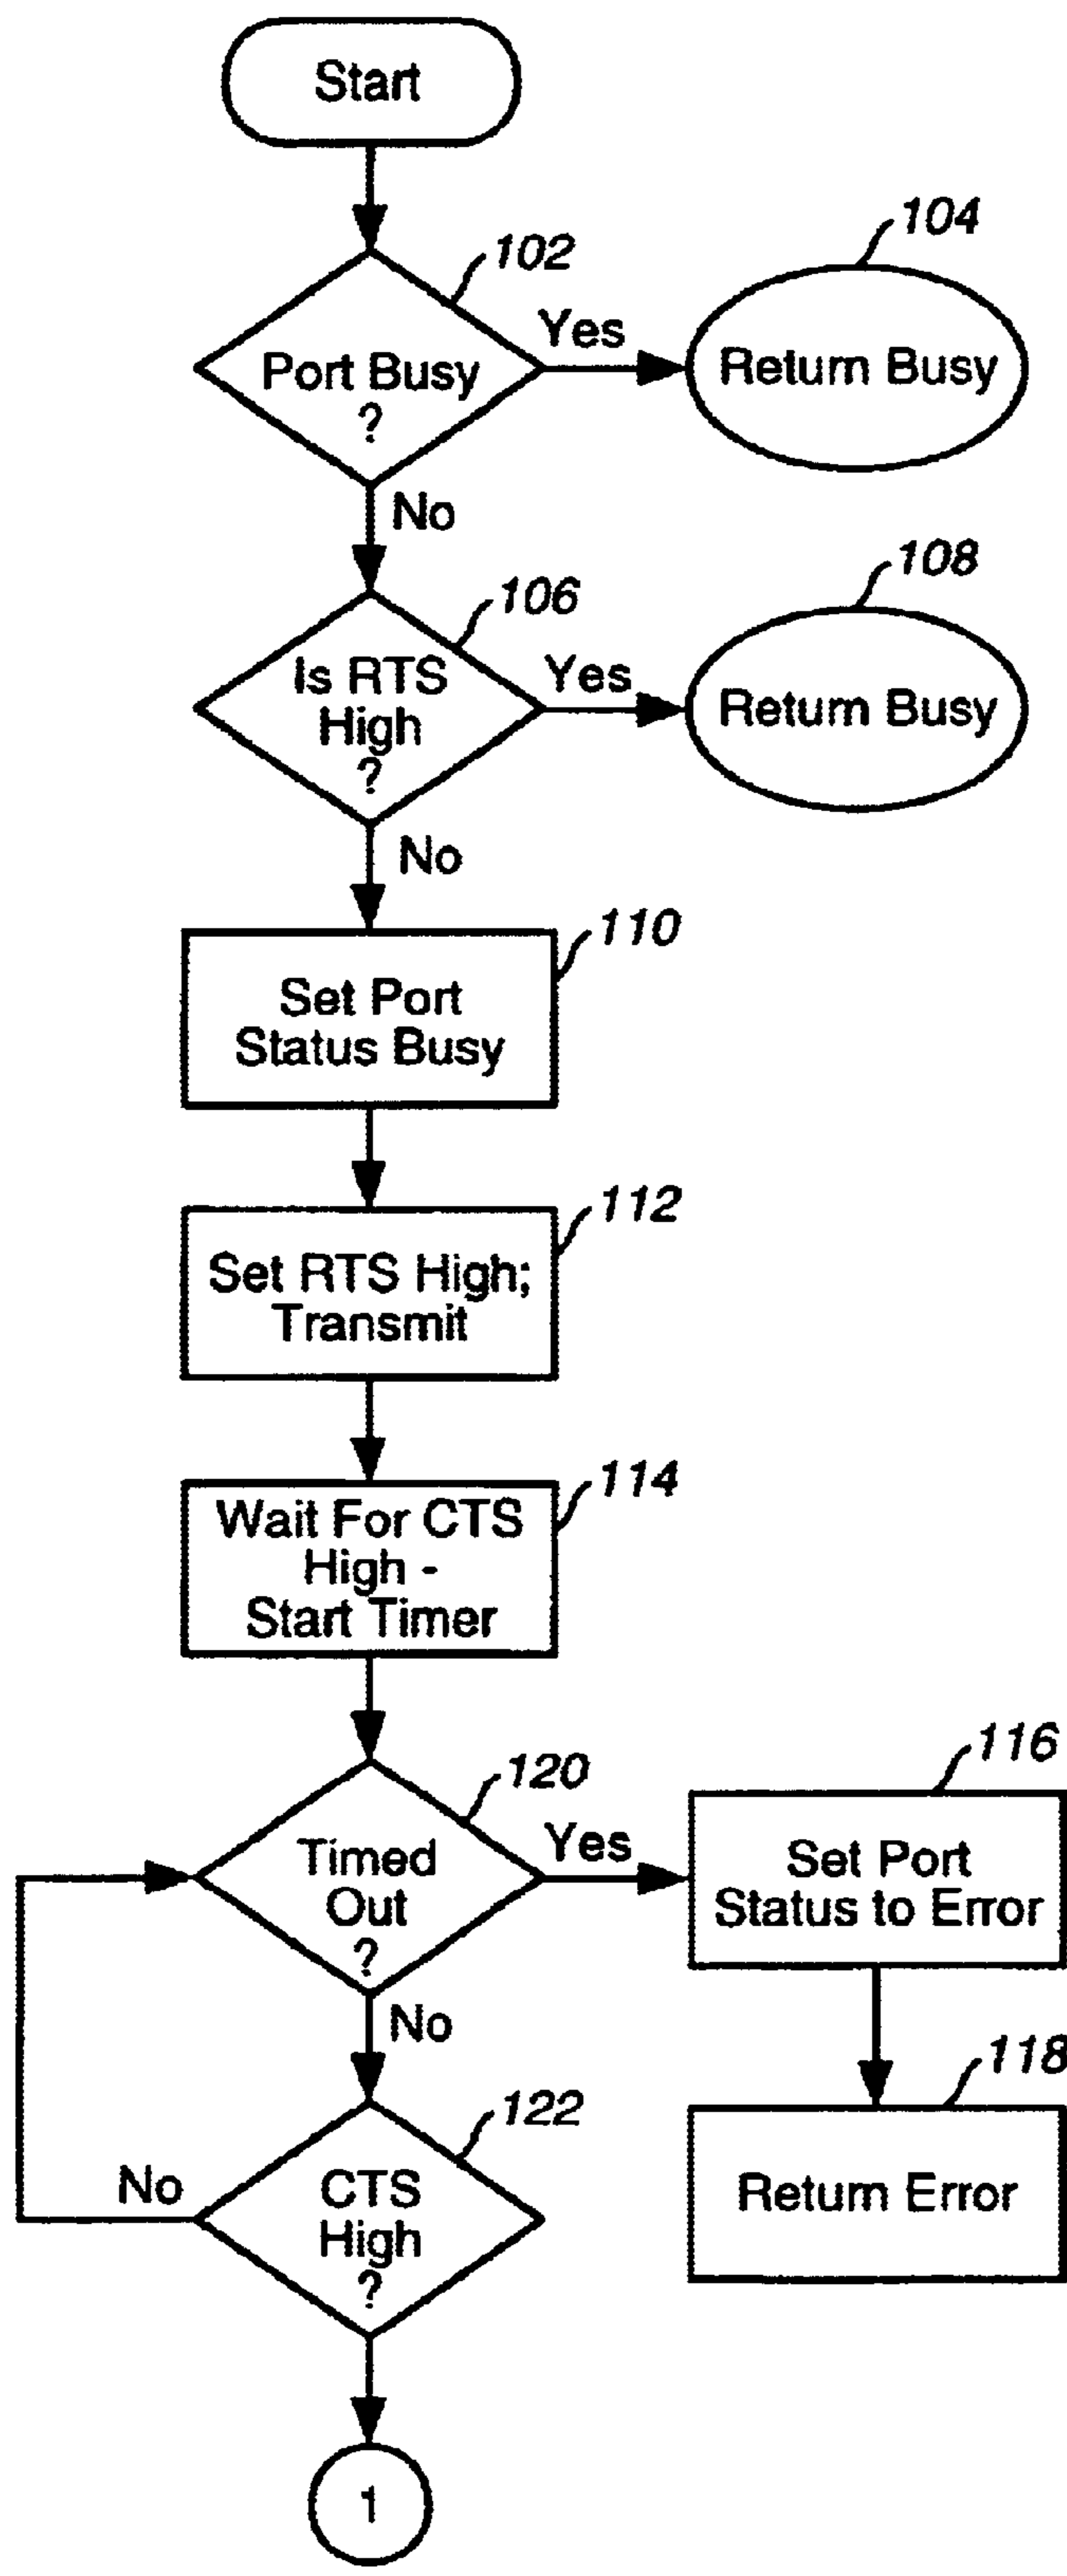 Start
102
Port Busy
?
Yes
104
Return Busy
No
106
Is RTS
High
?
Yes
108
Return Busy
No
110
Set Port
Status Busy
112
Set RTS High;
Transmit
114
Wait For CTS
High -
Start Timer
120
Timed
Out
?
Yes
116
Set Port
Status to Error
No
118
Return Error
122
CTS
High
?
No
1